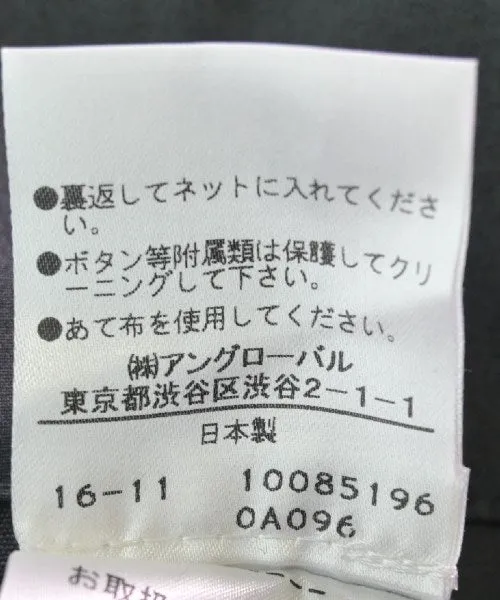 ●裏返してネットに入れてくださ
い。
●ボタン等附属類は保護してクリ
ーニングして下さい。
●あて布を使用してください。
㈱アングローバル
東京都渋谷区渋谷2-1-1
日本製
16-11 10085196
0A096
お取扱